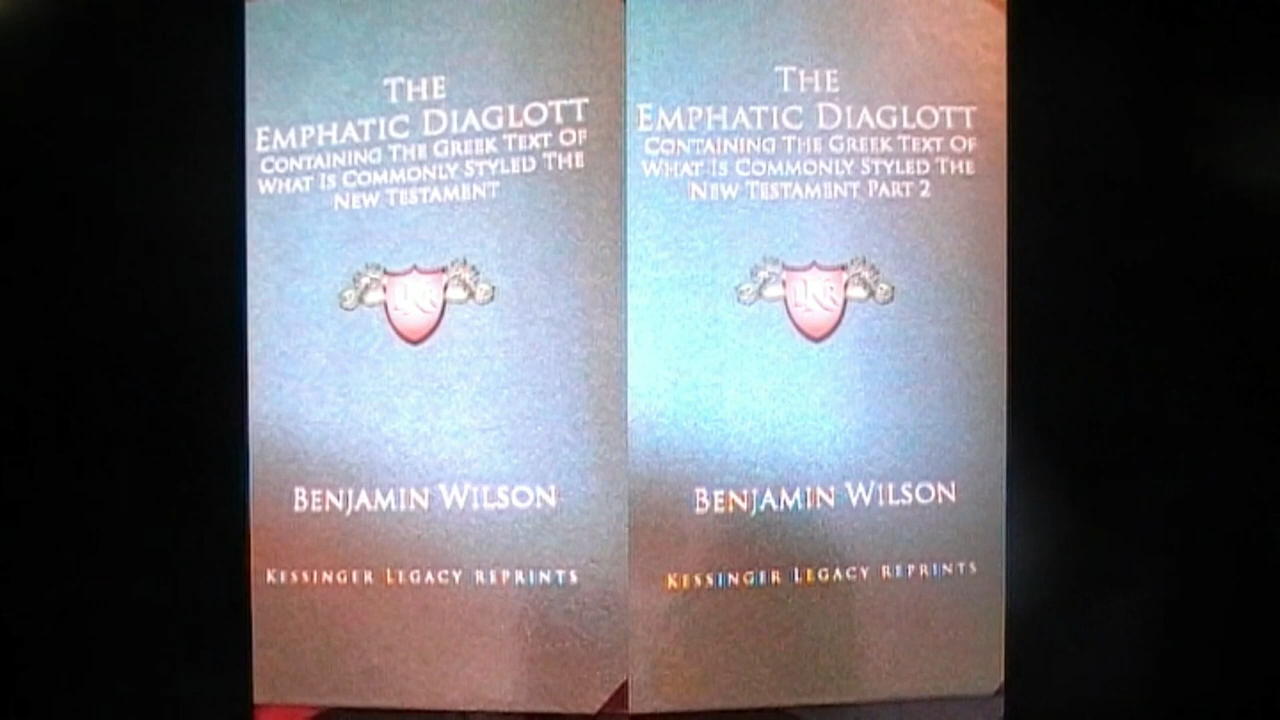 THE
EMPHATIC DIAGLOTT
CONTAINING THE GREEK TEXT OF
WHAT IS COMMONLY STYLED THE
NEW TESTAMENT
LKR
BENJAMIN WILSON
KESSINGER LEGACY REPRINTS
THE
EMPHATIC DIAGLOTT
CONTAINING THE GREEK TEXT OF
WHAT IS COMMONLY STYLED THE
NEW TESTAMENT PART 2
LKR
BENJAMIN WILSON
KESSINGER LEGACY REPRINTS